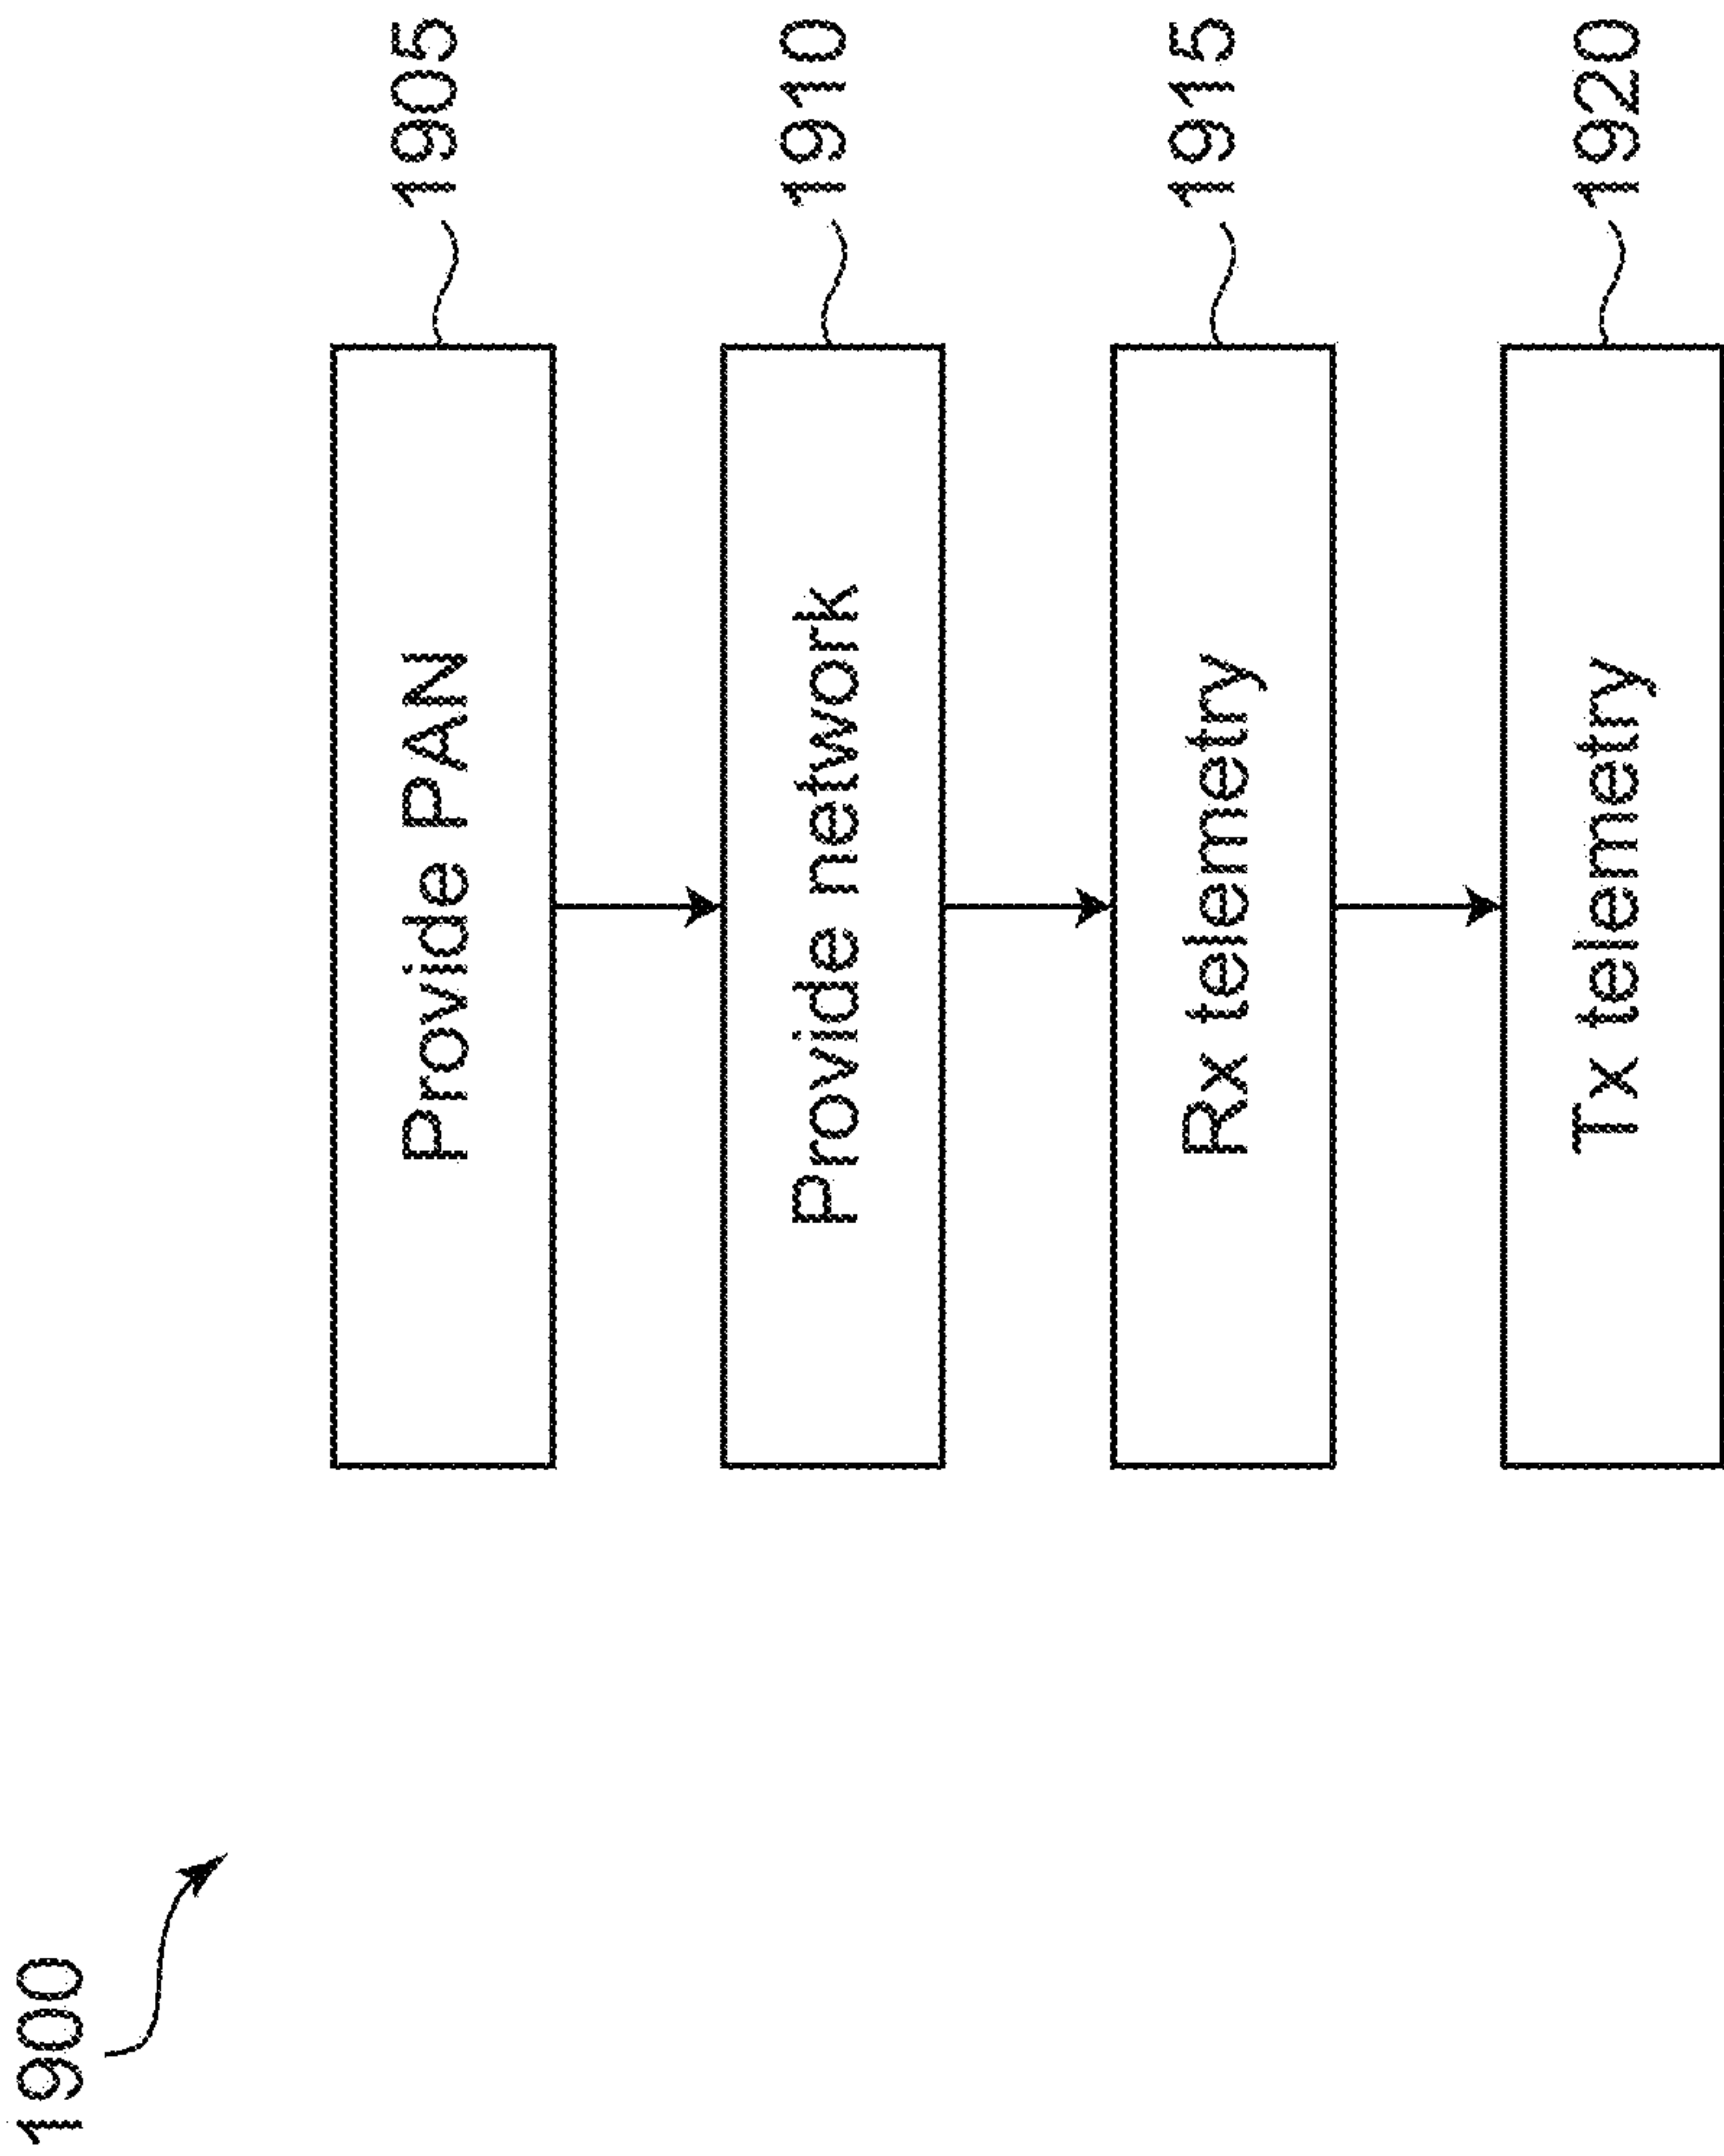 1900
Provide PAN
1905
Provide network
1910
Rx telemetry
1915
Tx telemetry
1920